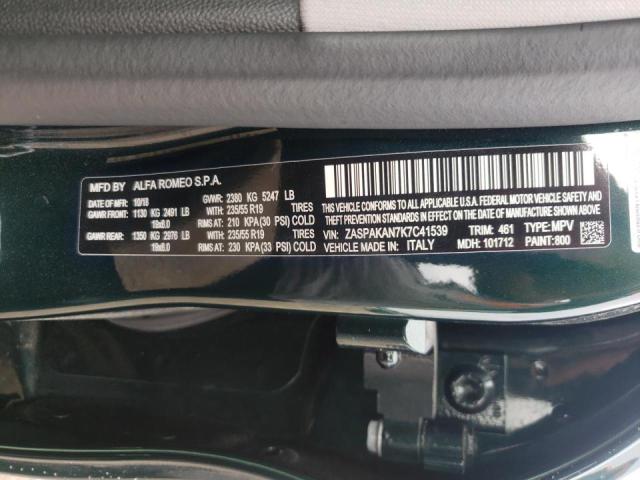 MFD BY ALFA ROMEO S.P.A.
DATE OF MFR: 10/18 GVWR: 2380 KG 5247 LB
GAWR FRONT: 1130 KG 2491 LB WITH 235/55 R19 TIRES
19x8.0 RIMS AT 210 KPA(30 PSI) COLD
GAWR REAR: 1350 KG 2976 LB WITH 235/55 R19 TIRES
19x8.0 RIMS AT 230 KPA(33 PSI) COLD
THIS VEHICLE CONFORMS TO ALL APPLICABLE U.S.A. FEDERAL MOTOR VEHICLE
SAFETY, BUMPER, AND THEFT PREVENTION STANDARDS IN EFFECT ON THE
DATE OF MANUFACTURE SHOWN ABOVE.
VIN: ZASPAKAN7K7C41539 TRIM: 461 TYPE: MPV
VEHICLE MADE IN: ITALY MDH: 101712 PAINT: 800